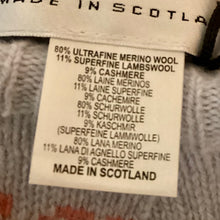 MADE IN SCOTLA
80% ULTRAFINE MERINO WOOL
11% SUPERFINE LAMBSWOOL
9% CASHMERE
80% LAINE MERINOS
11% LAINE SUPERFINE
9% CACHEMIRE
80% SCHURWOLLE
11% SCHURWOLLE
9% KASCHMIR
(SUPERFINE LAMMWOLLE)
80% LANA MERINO
11% LANA DI AGNELLO SUPERFINE
9% CASHMERE
MADE IN SCOTLAND